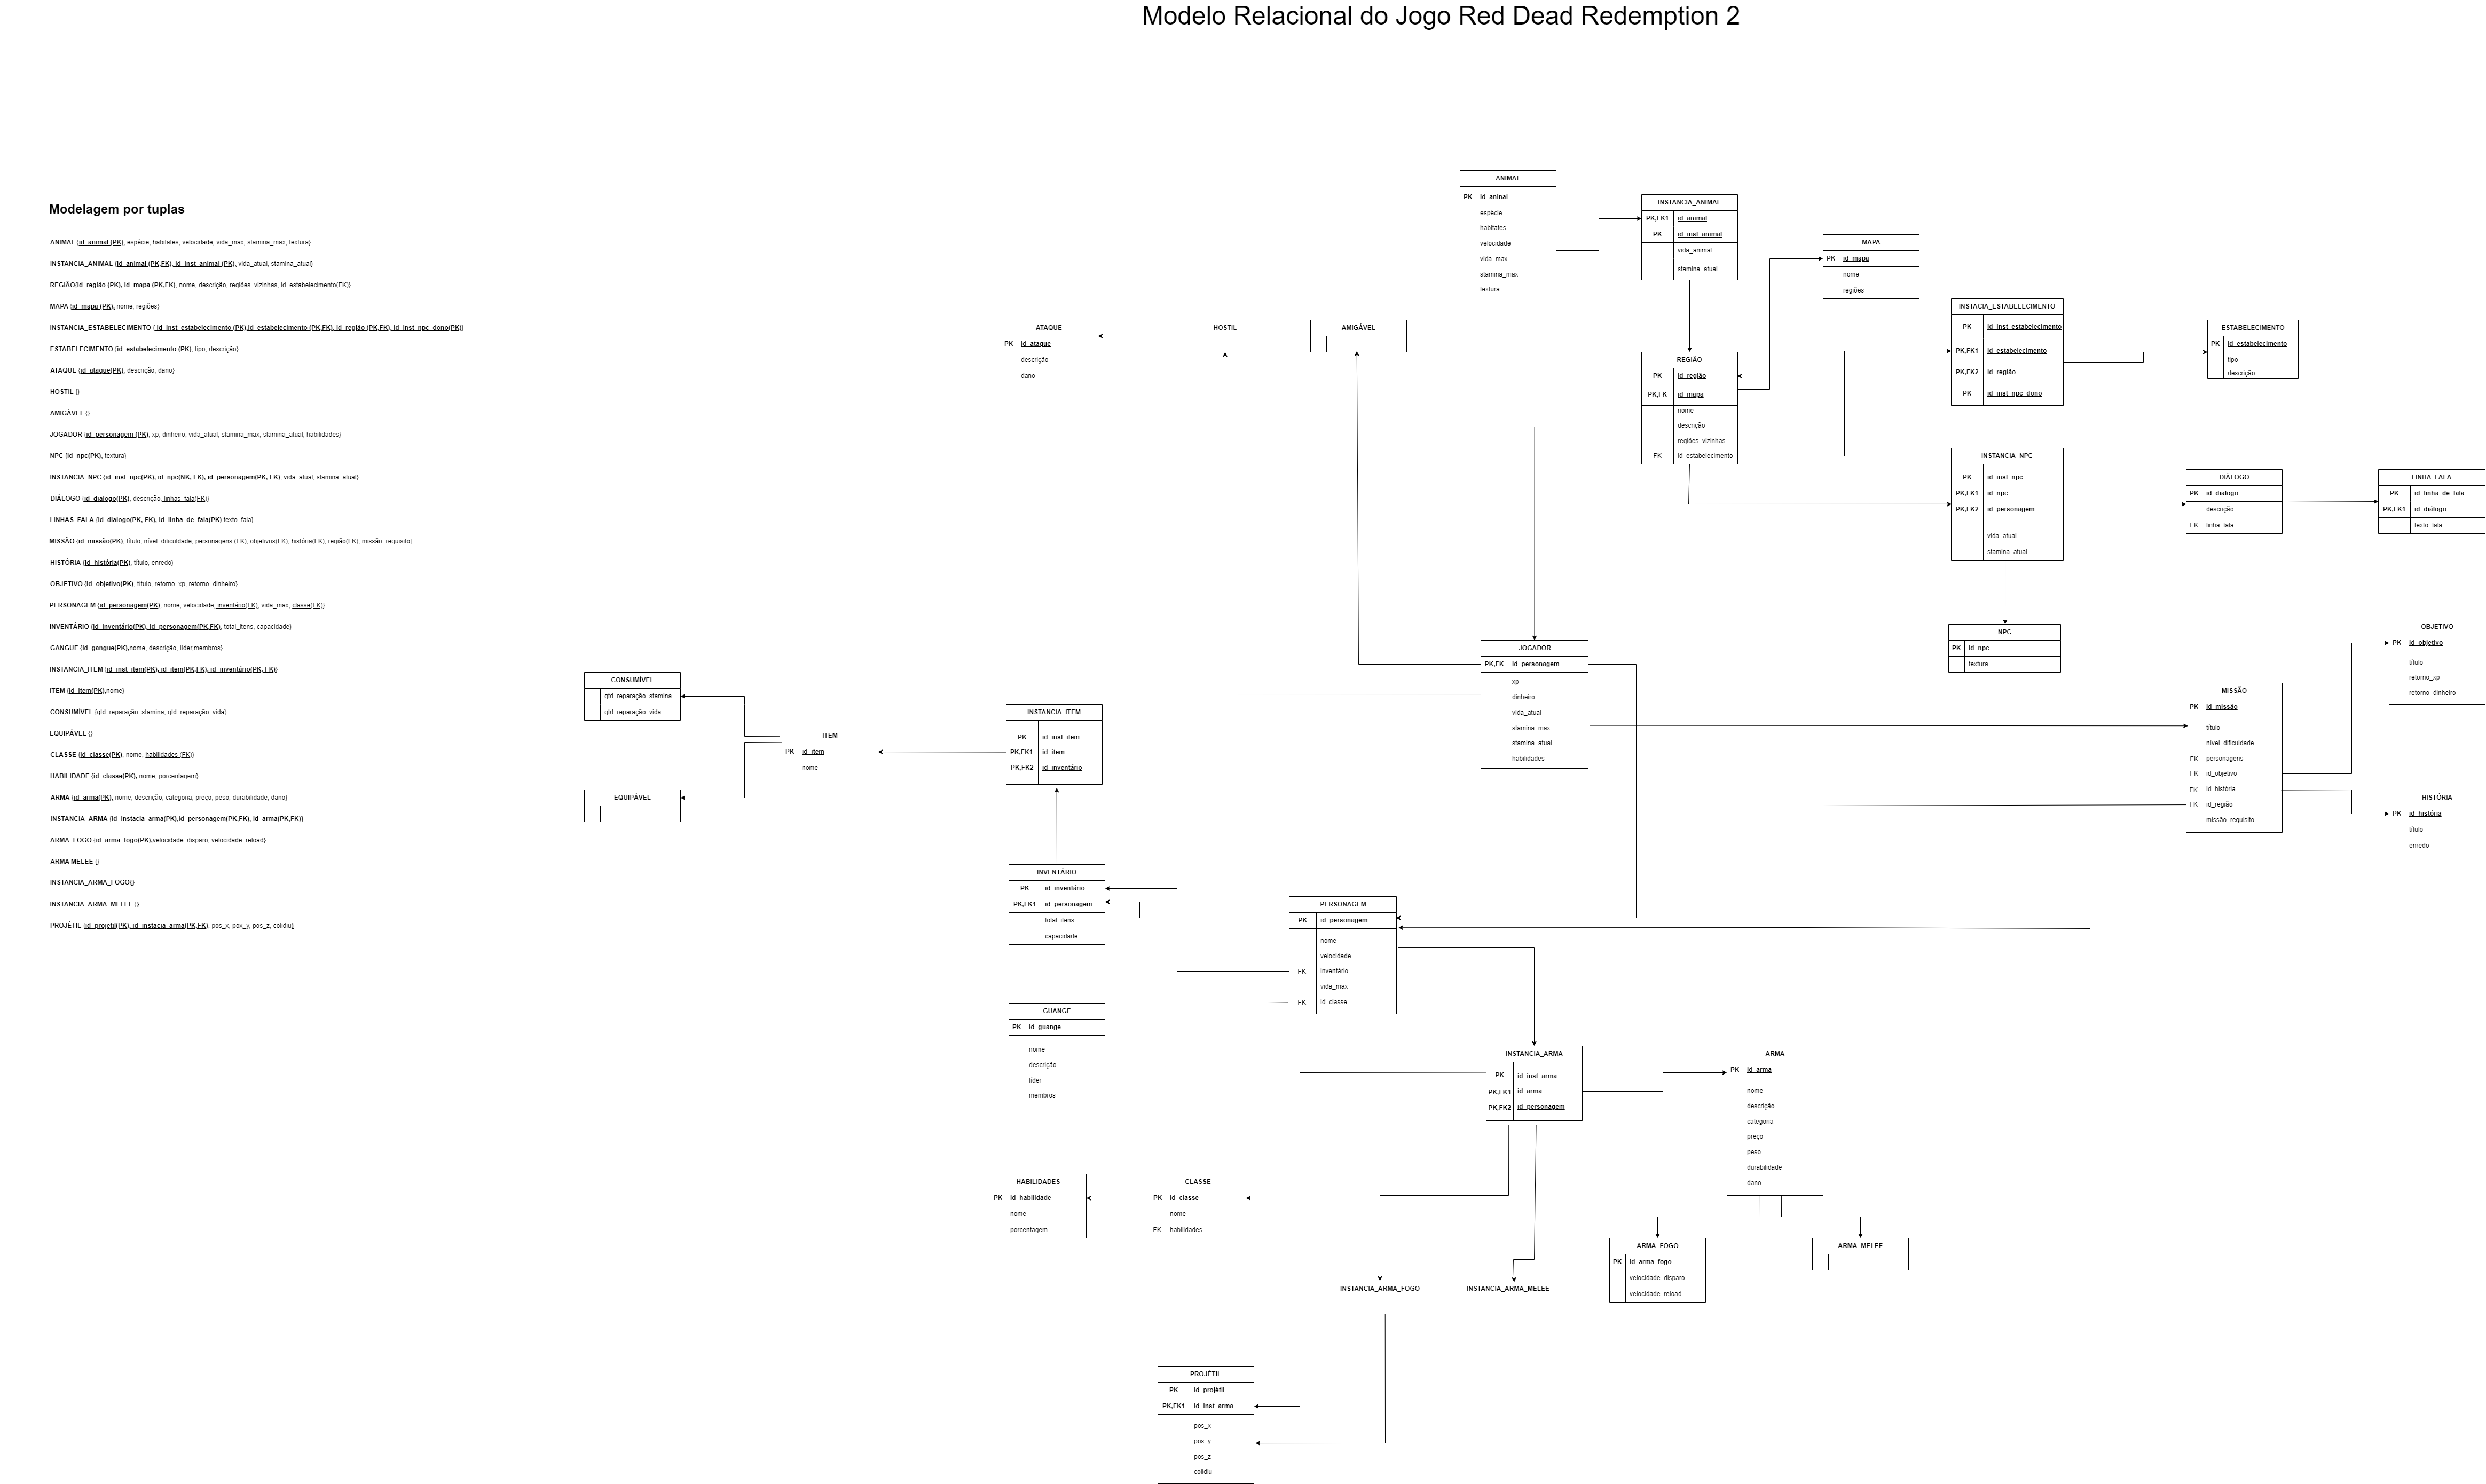 Modelo Relacional do Jogo Red Dead Redemption 2
Modelagem por tuplas
ANIMAL {id_animal (PK), espécie, habitates, velocidade, vida_max, stamina_max, textura}
INSTANCIA_ANIMAL {id_animal (PK,FK), id_inst_animal (PK), vida_atual, stamina_atual}
REGIÃO{id_região (PK), id_mapa (PK,FK), nome, descrição, regiões_vizinhas, id_estabelecimento(FK)}
MAPA {id_mapa (PK), nome, regiões}
INSTANCIA_ESTABELECIMENTO { id_inst_estabelecimento (PK),id_estabelecimento (PK,FK), id_região (PK,FK), id_inst_npc_dono(PK)}
ESTABELECIMENTO {id_estabelecimento (PK), tipo, descrição}
ATAQUE {id_ataque(PK), descrição, dano}
HOSTIL {}
AMIGÁVEL {}
JOGADOR {id_personagem (PK), xp, dinheiro, vida_atual, stamina_max, stamina_atual, habilidades}
NPC {id_npc(PK), textura}
INSTANCIA_NPC {id_inst_npc(PK), id_npc(NK, FK), id_personagem(PK, FK), vida_atual, stamina_atual}
DIÁLOGO {id_dialogo(PK), descrição, linhas_fala(FK)}
LINHAS_FALA {id_dialogo(PK, FK), id_linha_de_fala(PK) texto_fala}
MISSÃO {id_missão(PK), título, nível_dificuldade, personagens (FK), objetivos(FK), história(FK), região(FK), missão_requisito}
HISTÓRIA {id_história(PK), título, enredo}
OBJETIVO {id_objetivo(PK), título, retorno_xp, retorno_dinheiro}
PERSONAGEM {id_personagem(PK), nome, velocidade, inventário(FK), vida_max, classe(FK)}
INVENTÁRIO {id_inventário(PK), id_personagem(PK,FK), total_itens, capacidade}
GANGUE {id_gangue(PK),nome, descrição, líder,membros}
INSTANCIA_ITEM {id_inst_item(PK), id_item(PK,FK), id_inventário(PK, FK)}
ITEM {id_item(PK),nome}
CONSUMÍVEL {qtd_reparação_stamina, qtd_reparação_vida}
EQUIPÁVEL {}
CLASSE {id_classe(PK), nome, habilidades (FK)}
HABILIDADE {id_classe(PK), nome, porcentagem}
ARMA {id_arma(PK), nome, descrição, categoria, preço, peso, durabilidade, dano}
INSTANCIA_ARMA {id_instacia_arma(PK),id_personagem(PK,FK), id_arma(PK,FK)}
ARMA_FOGO {id_arma_fogo(PK),velocidade_disparo, velocidade_reload}
ARMA MELEE {}
INSTANCIA_ARMA_FOGO{}
INSTANCIA_ARMA_MELEE {}
PROJÉTIL {id_projetil(PK), id_instacia_arma(PK,FK), pos_x, pox_y, pos_z, colidiu}
ANIMAL
PK id_aninal
espécie
habitates
velocidade
vida_max
stamina_max
textura
INSTANCIA_ANIMAL
PK,FK1 id_animal
PK id_inst_animal
vida_animal
stamina_atual
MAPA
PK id_mapa
nome
regiões
INSTACIA_ESTABELECIMENTO
PK id_inst_estabelecimento
PK,FK1 id_estabelecimento
PK,FK2 id_região
PK id_inst_npc_dono
ESTABELECIMENTO
PK id_estabelecimento
tipo
descrição
ATAQUE
PK id_ataque
descrição
dano
HOSTIL
AMIGÁVEL
REGIÃO
PK id_região
PK,FK id_mapa
nome
descrição
regiões_vizinhas
FK id_estabelecimento
INSTANCIA_NPC
PK id_inst_npc
PK,FK1 id_npc
PK,FK2 id_personagem
vida_atual
stamina_atual
DIÁLOGO
PK id_dialogo
descrição
FK linha_fala
LINHA_FALA
PK id_linha_de_fala
PK,FK1 id_diálogo
texto_fala
NPC
PK id_npc
textura
OBJETIVO
PK id_objetivo
título
retorno_xp
retorno_dinheiro
JOGADOR
PK,FK id_personagem
xp
dinheiro
vida_atual
stamina_max
stamina_atual
habilidades
MISSÃO
PK id_missão
título
nível_dificuldade
FK personagens
FK id_objetivo
FK id_história
FK id_região
missão_requisito
HISTÓRIA
PK id_história
título
enredo
CONSUMÍVEL
qtd_reparação_stamina
qtd_reparação_vida
ITEM
PK id_item
nome
EQUIPÁVEL
INSTANCIA_ITEM
PK id_inst_item
PK,FK1 id_item
PK,FK2 id_inventário
INVENTÁRIO
PK id_inventário
PK,FK1 id_personagem
total_itens
capacidade
PERSONAGEM
PK id_personagem
nome
velocidade
FK inventário
vida_max
FK id_classe
GUANGE
PK id_guange
nome
descrição
líder
membros
INSTANCIA_ARMA
PK id_inst_arma
PK,FK1 id_arma
PK,FK2 id_personagem
ARMA
PK id_arma
nome
descrição
categoria
preço
peso
durabilidade
dano
HABILIDADES
PK id_habilidade
nome
porcentagem
CLASSE
PK id_classe
nome
FK habilidades
ARMA_FOGO
PK id_arma_fogo
velocidade_disparo
velocidade_reload
ARMA_MELEE
INSTANCIA_ARMA_FOGO
INSTANCIA_ARMA_MELEE
PROJÉTIL
PK id_projétil
PK,FK1 id_inst_arma
pos_x
pos_y
pos_z
colidiu